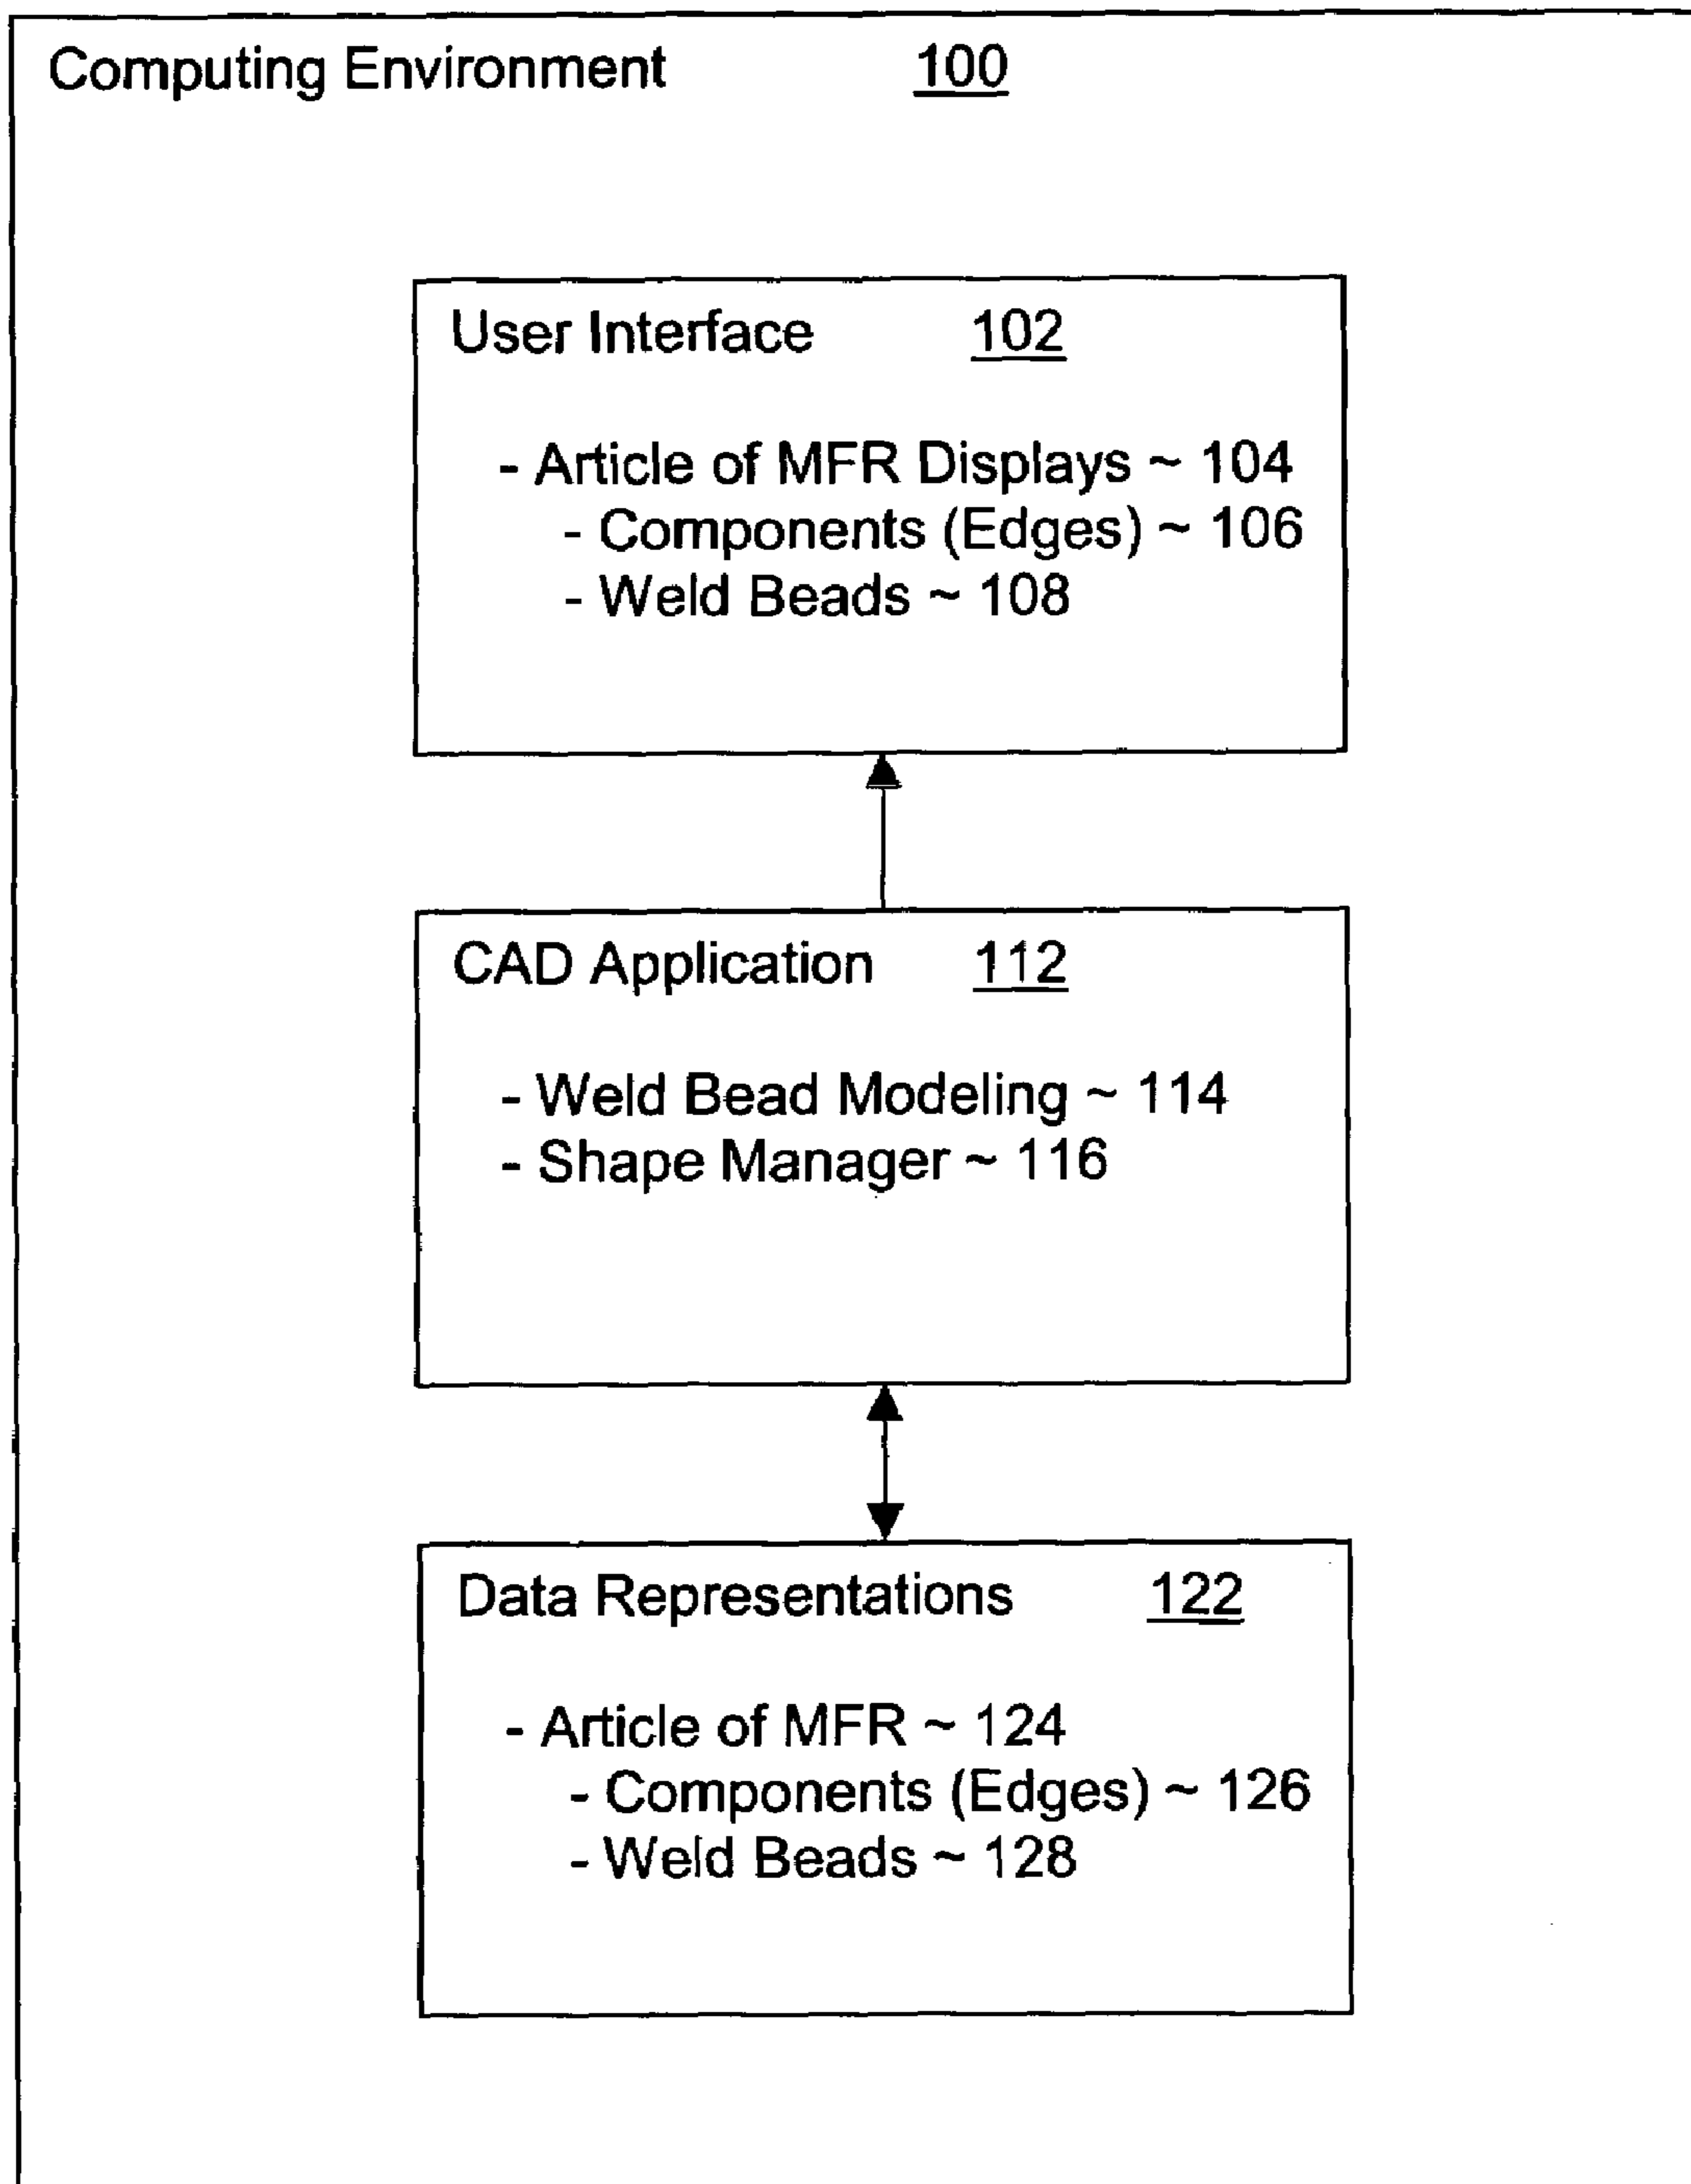 Computing Environment 100
User Interface 102
- Article of MFR Displays ~ 104
- Components (Edges) ~ 106
- Weld Beads ~ 108
CAD Application 112
- Weld Bead Modeling ~ 114
- Shape Manager ~ 116
Data Representations 122
- Article of MFR ~ 124
- Components (Edges) ~ 126
- Weld Beads ~ 128